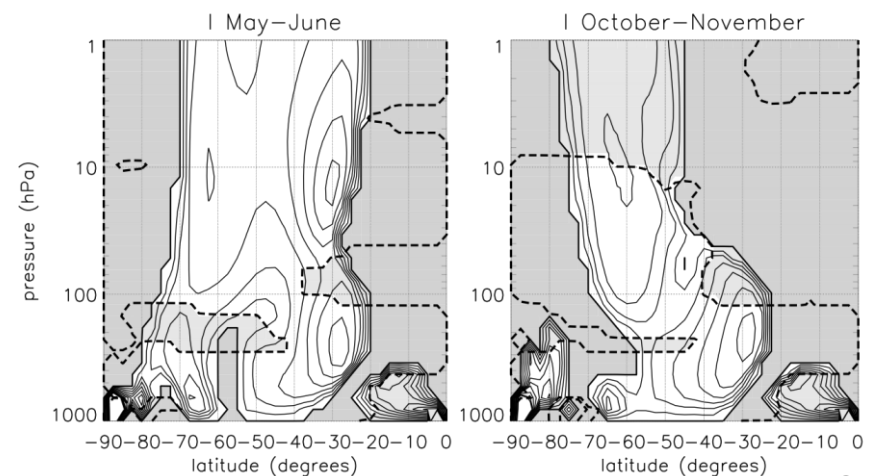 l May–June
l October–November
pressure (hPa)
1
10
100
1000
1
10
100
1000
−90−80−70−60−50−40−30−20−10 0
−90−80−70−60−50−40−30−20−10 0
latitude (degrees)
latitude (degrees)